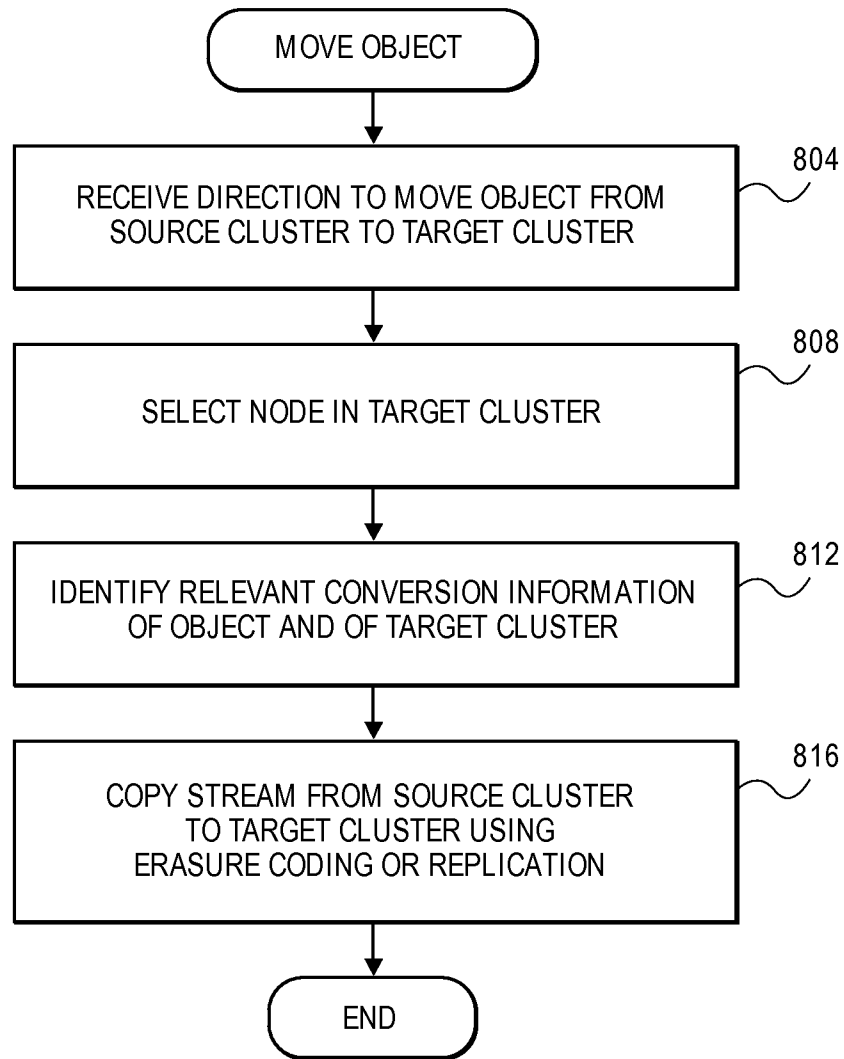 MOVE OBJECT
804
RECEIVE DIRECTION TO MOVE OBJECT FROM
SOURCE CLUSTER TO TARGET CLUSTER
808
SELECT NODE IN TARGET CLUSTER
812
IDENTIFY RELEVANT CONVERSION INFORMATION
OF OBJECT AND OF TARGET CLUSTER
816
COPY STREAM FROM SOURCE CLUSTER
TO TARGET CLUSTER USING
ERASURE CODING OR REPLICATION
END